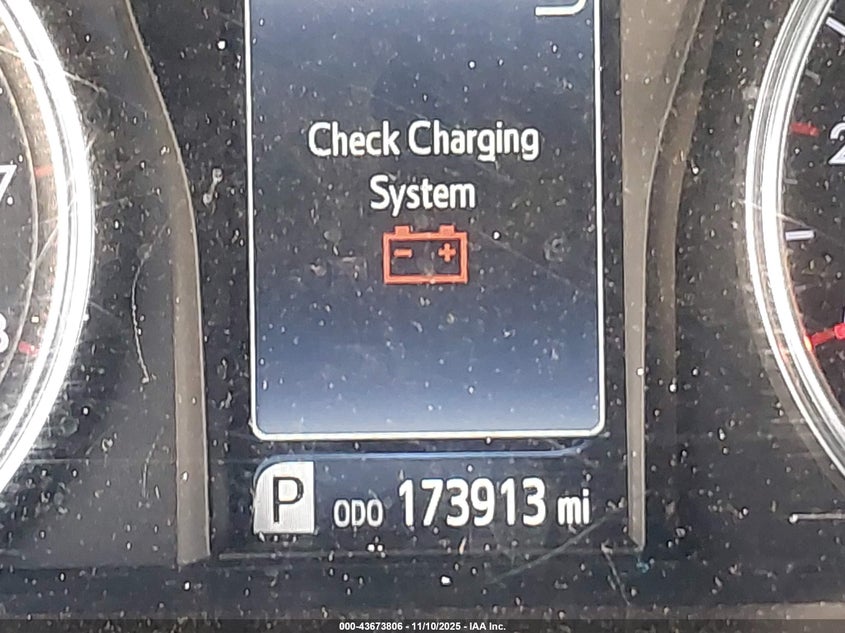 Check Charging
System
- +
P ODO 173913 mi
000-43673806 - 11/10/2025 - IAA Inc.